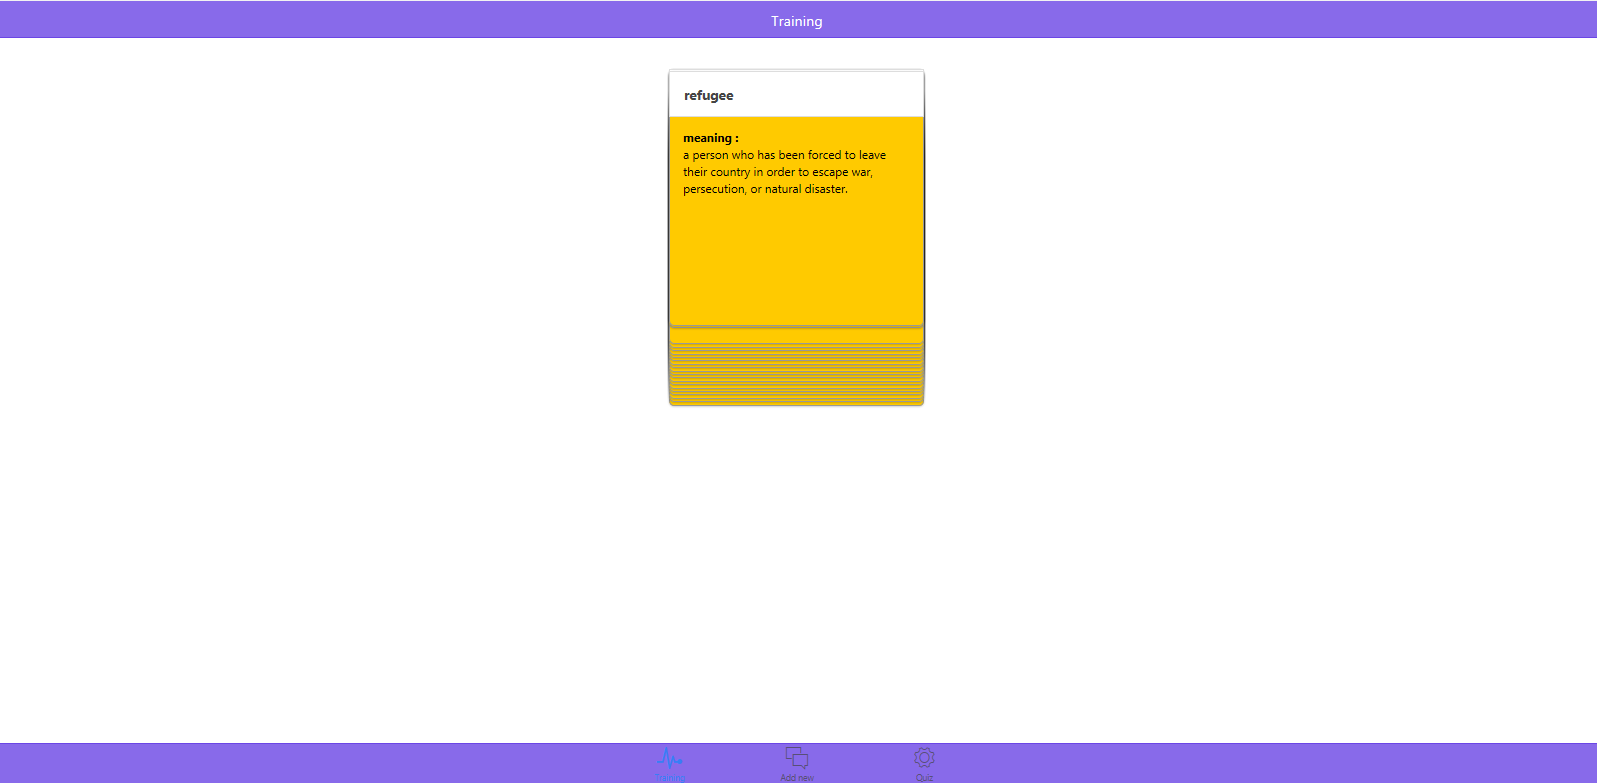 Training
refugee
meaning :
a person who has been forced to leave
their country in order to escape war,
persecution, or natural disaster.
Training
Add new
Quiz